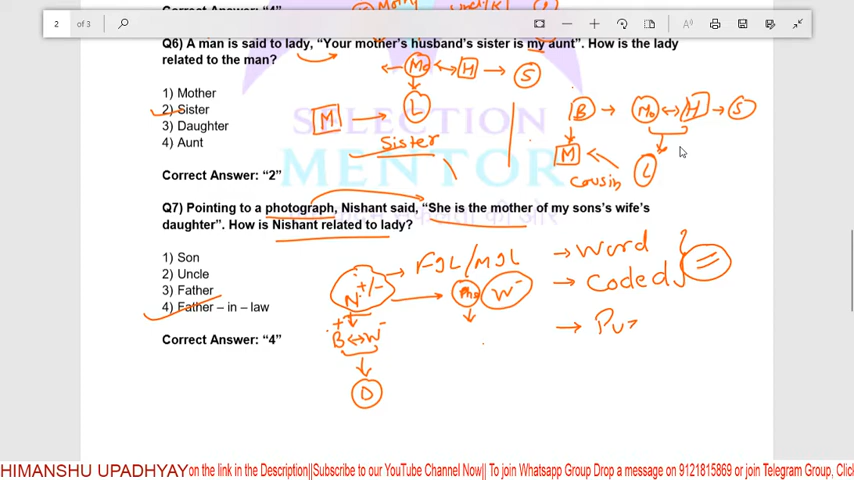 2 of 3
Correct Answer: “4”
Q6) A man is said to lady, “Your mother’s husband’s sister is my aunt”. How is the lady
related to the man?
1) Mother
2) Sister
3) Daughter
4) Aunt
Mo H S
M L
Sister
B Mo H S
M L
cousin
SELECTION
MENTOR
Correct Answer: “2”
Q7) Pointing to a photograph, Nishant said, “She is the mother of my sons’s wife’s
daughter”. How is Nishant related to lady?
1) Son
2) Uncle
3) Father
4) Father – in – law
FIL/MIL
N+/-
W-
+
B W-
D
Word
Coded
=
Puz
Correct Answer: “4”
HIMANSHU UPADHYAY on the link in the Description||Subscribe to our YouTube Channel Now|| To join Whatsapp Group Drop a Message on 9121815869 or join Telegram Group, Click